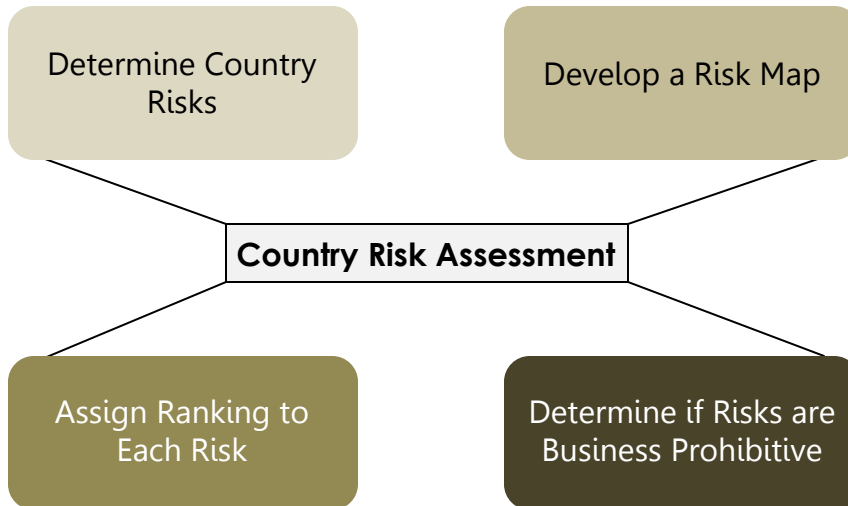 Determine Country
Risks
Develop a Risk Map
Country Risk Assessment
Assign Ranking to
Each Risk
Determine if Risks are
Business Prohibitive